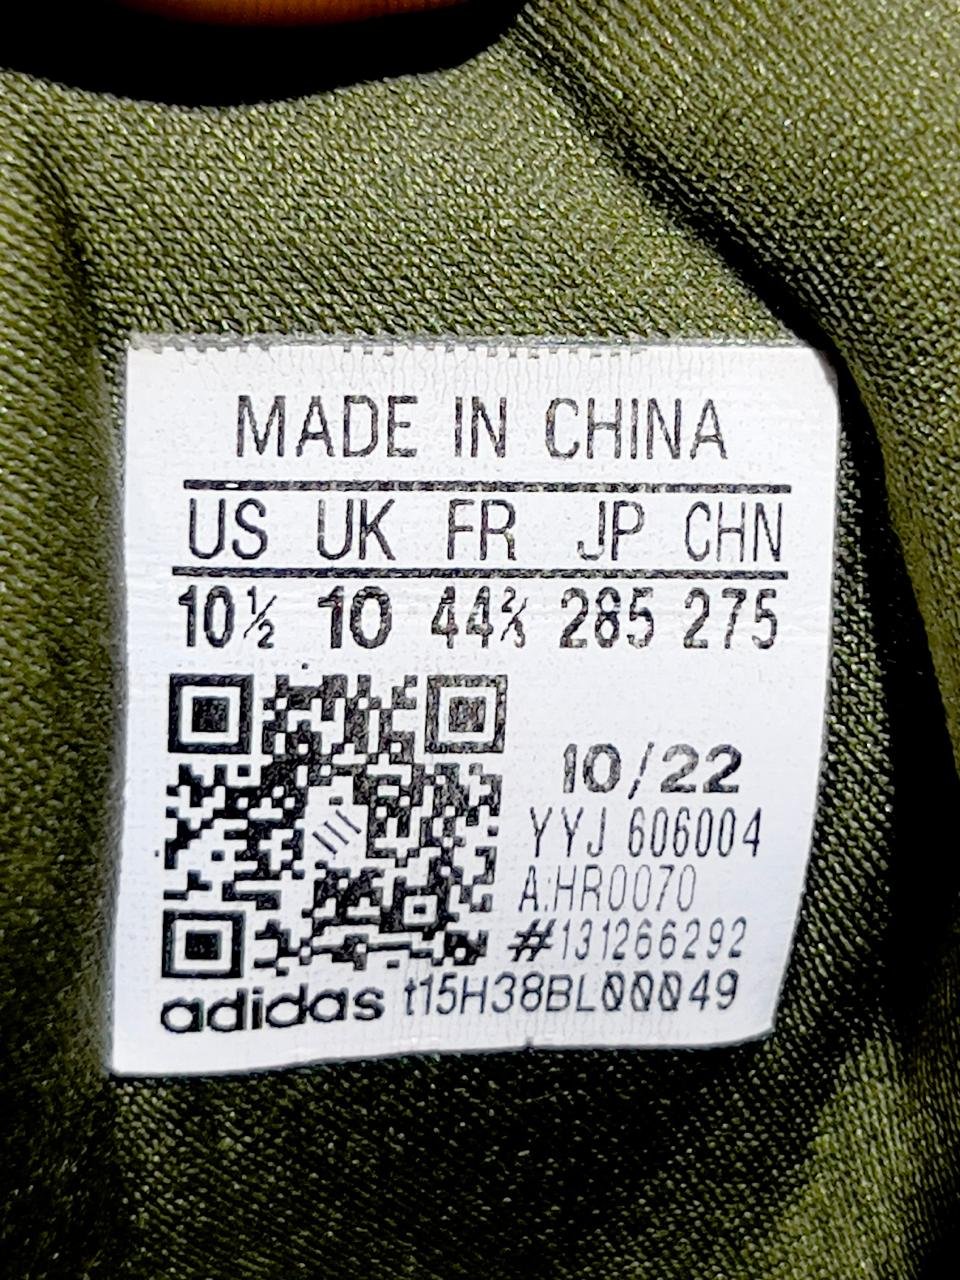 MADE IN CHINA
US UK FR JP CHN
10½ 10 44⅔ 285 275
10/22
YYJ 606004
A:HR0070
#131266292
adidas t15H38BL00049